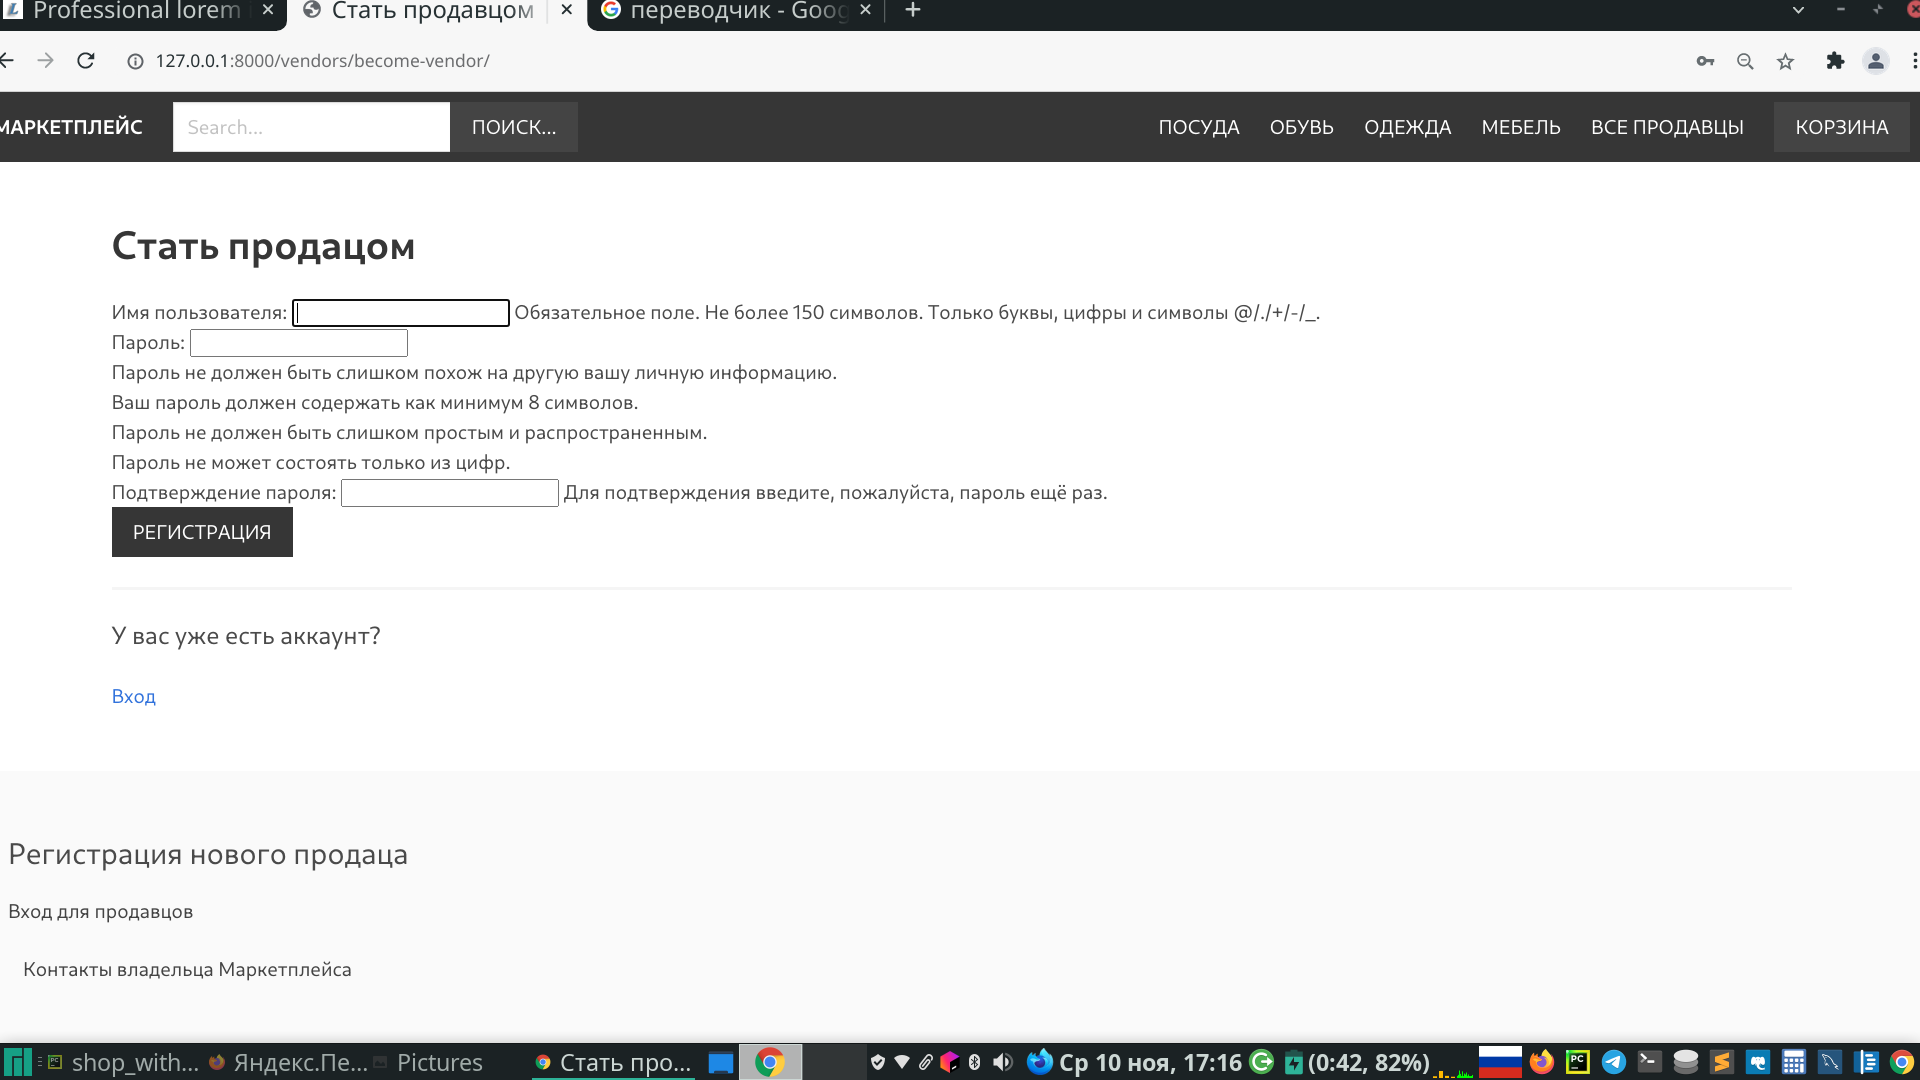 Professional lorem
Стать продавцом
переводчик - Goog
127.0.0.1:8000/vendors/become-vendor/
МАРКЕТПЛЕЙС
Search...
ПОИСК...
ПОСУДА
ОБУВЬ
ОДЕЖДА
МЕБЕЛЬ
ВСЕ ПРОДАВЦЫ
КОРЗИНА
Стать продацом
Имя пользователя: Обязательное поле. Не более 150 символов. Только буквы, цифры и символы @/./+/-/_.
Пароль:
Пароль не должен быть слишком похож на другую вашу личную информацию.
Ваш пароль должен содержать как минимум 8 символов.
Пароль не должен быть слишком простым и распространенным.
Пароль не может состоять только из цифр.
Подтверждение пароля: Для подтверждения введите, пожалуйста, пароль ещё раз.
РЕГИСТРАЦИЯ
У вас уже есть аккаунт?
Вход
Регистрация нового продаца
Вход для продавцов
Контакты владельца Маркетплейса
shop_with...
Яндекс.Пе...
Pictures
Стать про...
Ср 10 ноя, 17:16
(0:42, 82%)